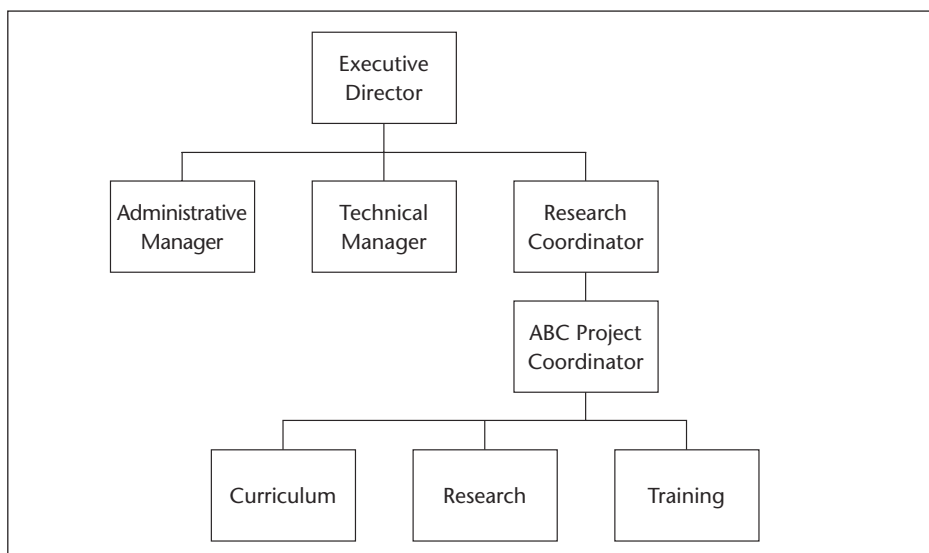 Executive
Director
Administrative
Manager
Technical
Manager
Research
Coordinator
ABC Project
Coordinator
Curriculum
Research
Training